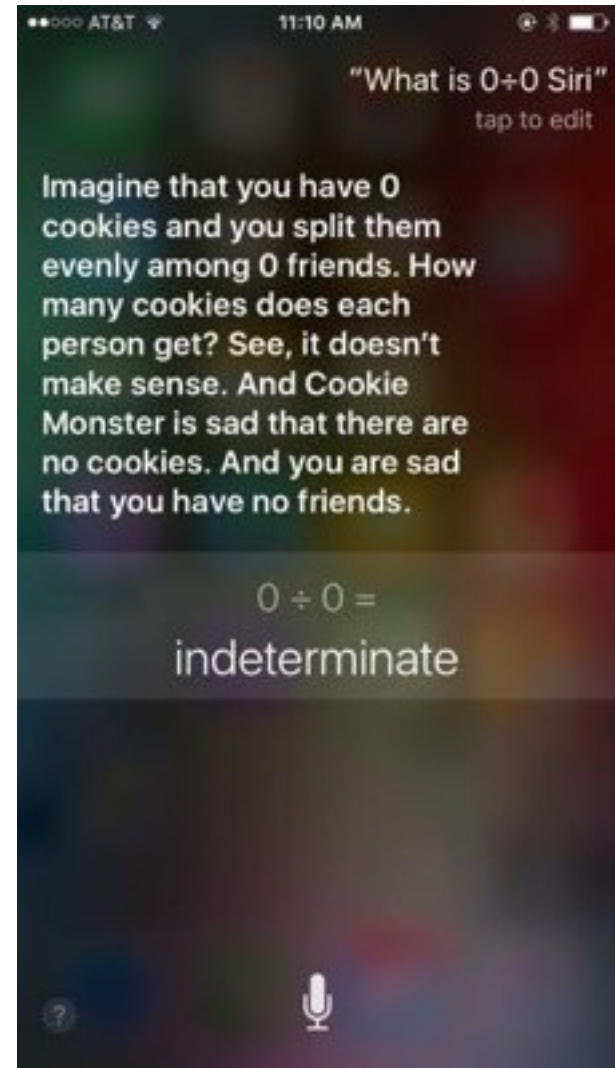 AT&T 11:10 AM
“What is 0÷0 Siri”
tap to edit
Imagine that you have 0
cookies and you split them
evenly among 0 friends. How
many cookies does each
person get? See, it doesn’t
make sense. And Cookie
Monster is sad that there are
no cookies. And you are sad
that you have no friends.
0 ÷ 0 =
indeterminate
?